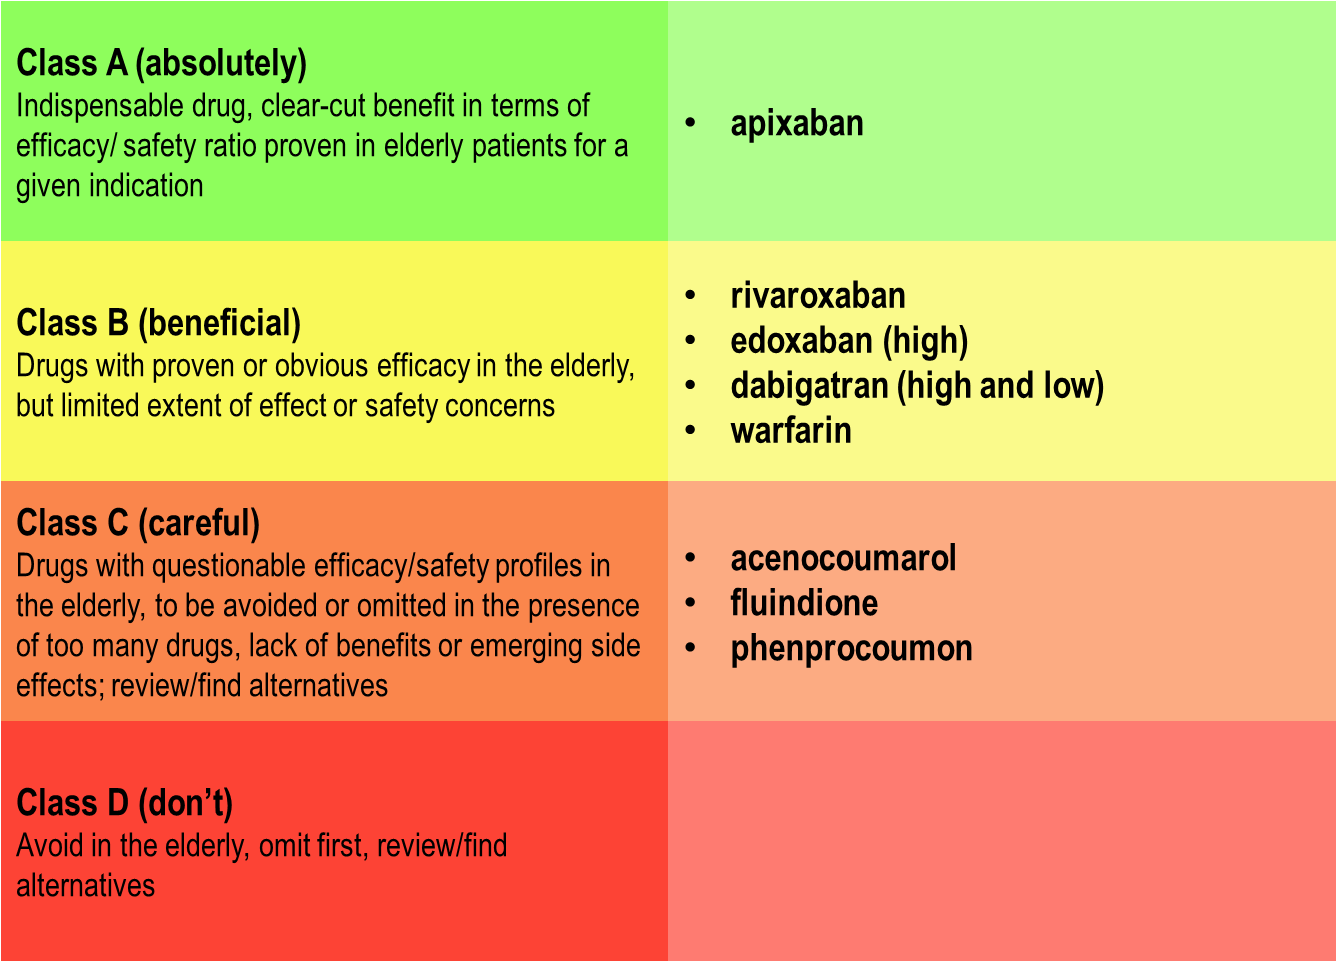 Class A (absolutely)
Indispensable drug, clear-cut benefit in terms of
efficacy/ safety ratio proven in elderly patients for a
given indication
• apixaban
Class B (beneficial)
Drugs with proven or obvious efficacy in the elderly,
but limited extent of effect or safety concerns
• rivaroxaban
• edoxaban (high)
• dabigatran (high and low)
• warfarin
Class C (careful)
Drugs with questionable efficacy/safety profiles in
the elderly, to be avoided or omitted in the presence
of too many drugs, lack of benefits or emerging side
effects; review/find alternatives
• acenocoumarol
• fluindione
• phenprocoumon
Class D (don’t)
Avoid in the elderly, omit first, review/find
alternatives